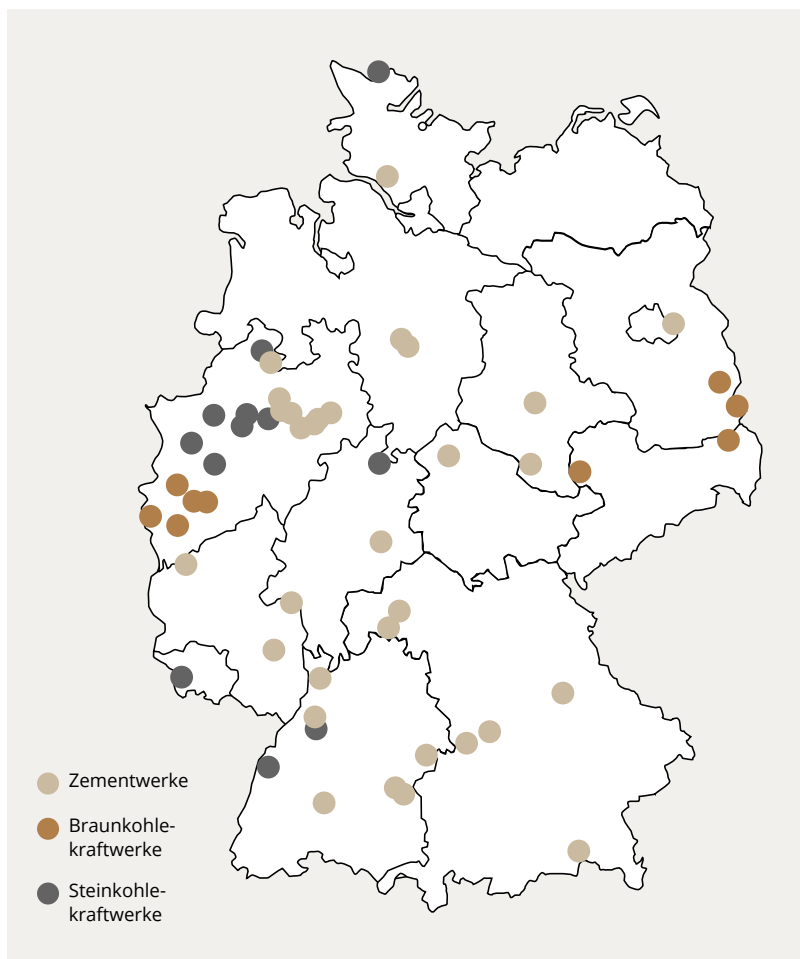 Zementwerke
Braunkohle-
kraftwerke
Steinkohle-
kraftwerke